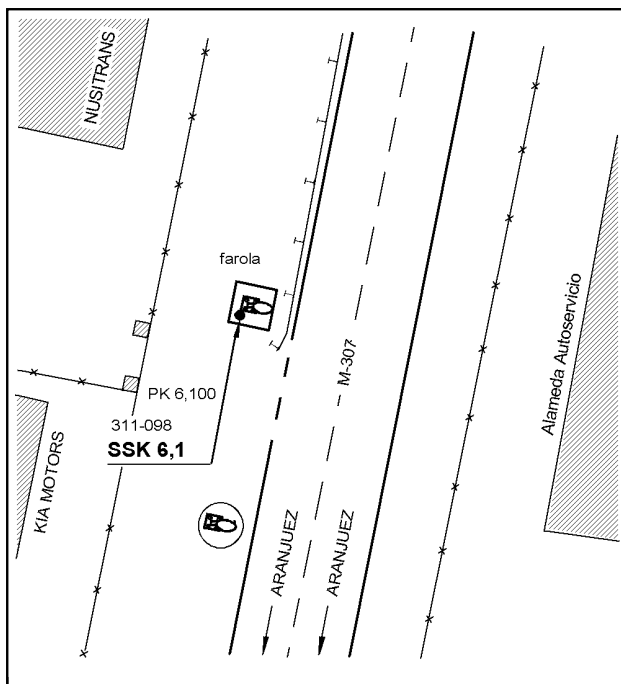 NUSITRANS
farola
M-307
Alameda Autoservicio
PK 6,100
311-098
SSK 6,1
KIA MOTORS
ARANJUEZ
ARANJUEZ